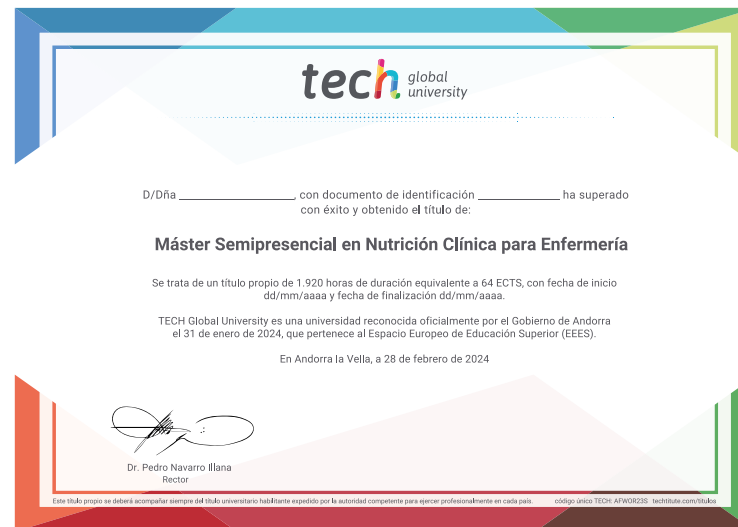 tech global university
D/Dña ________________, con documento de identificación ____________ ha superado
con éxito y obtenido el título de:
Máster Semipresencial en Nutrición Clínica para Enfermería
Se trata de un título propio de 1.920 horas de duración equivalente a 64 ECTS, con fecha de inicio
dd/mm/aaaa y fecha de finalización dd/mm/aaaa.
TECH Global University es una universidad reconocida oficialmente por el Gobierno de Andorra
el 31 de enero de 2024, que pertenece al Espacio Europeo de Educación Superior (EEES).
En Andorra la Vella, a 28 de febrero de 2024
Dr. Pedro Navarro Illana
Rector
Este título propio se deberá acompañar siempre del título universitario habilitante expedido por la autoridad competente para ejercer profesionalmente en cada país. código único TECH: AFWOR23S techtitute.com/titulos